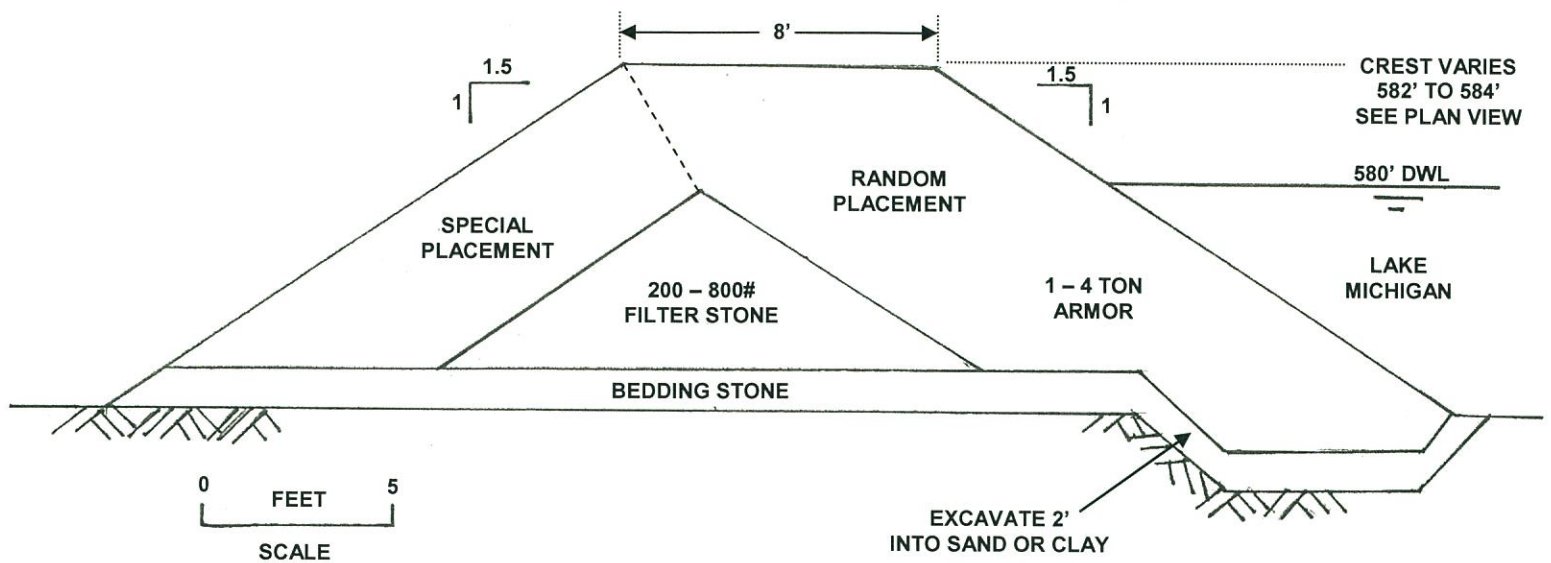 8’
1.5
1
1.5
1
CREST VARIES
582’ TO 584’
SEE PLAN VIEW
580’ DWL
RANDOM
PLACEMENT
SPECIAL
PLACEMENT
LAKE
MICHIGAN
200 – 800#
FILTER STONE
1 – 4 TON
ARMOR
BEDDING STONE
0
5
FEET
SCALE
EXCAVATE 2’
INTO SAND OR CLAY